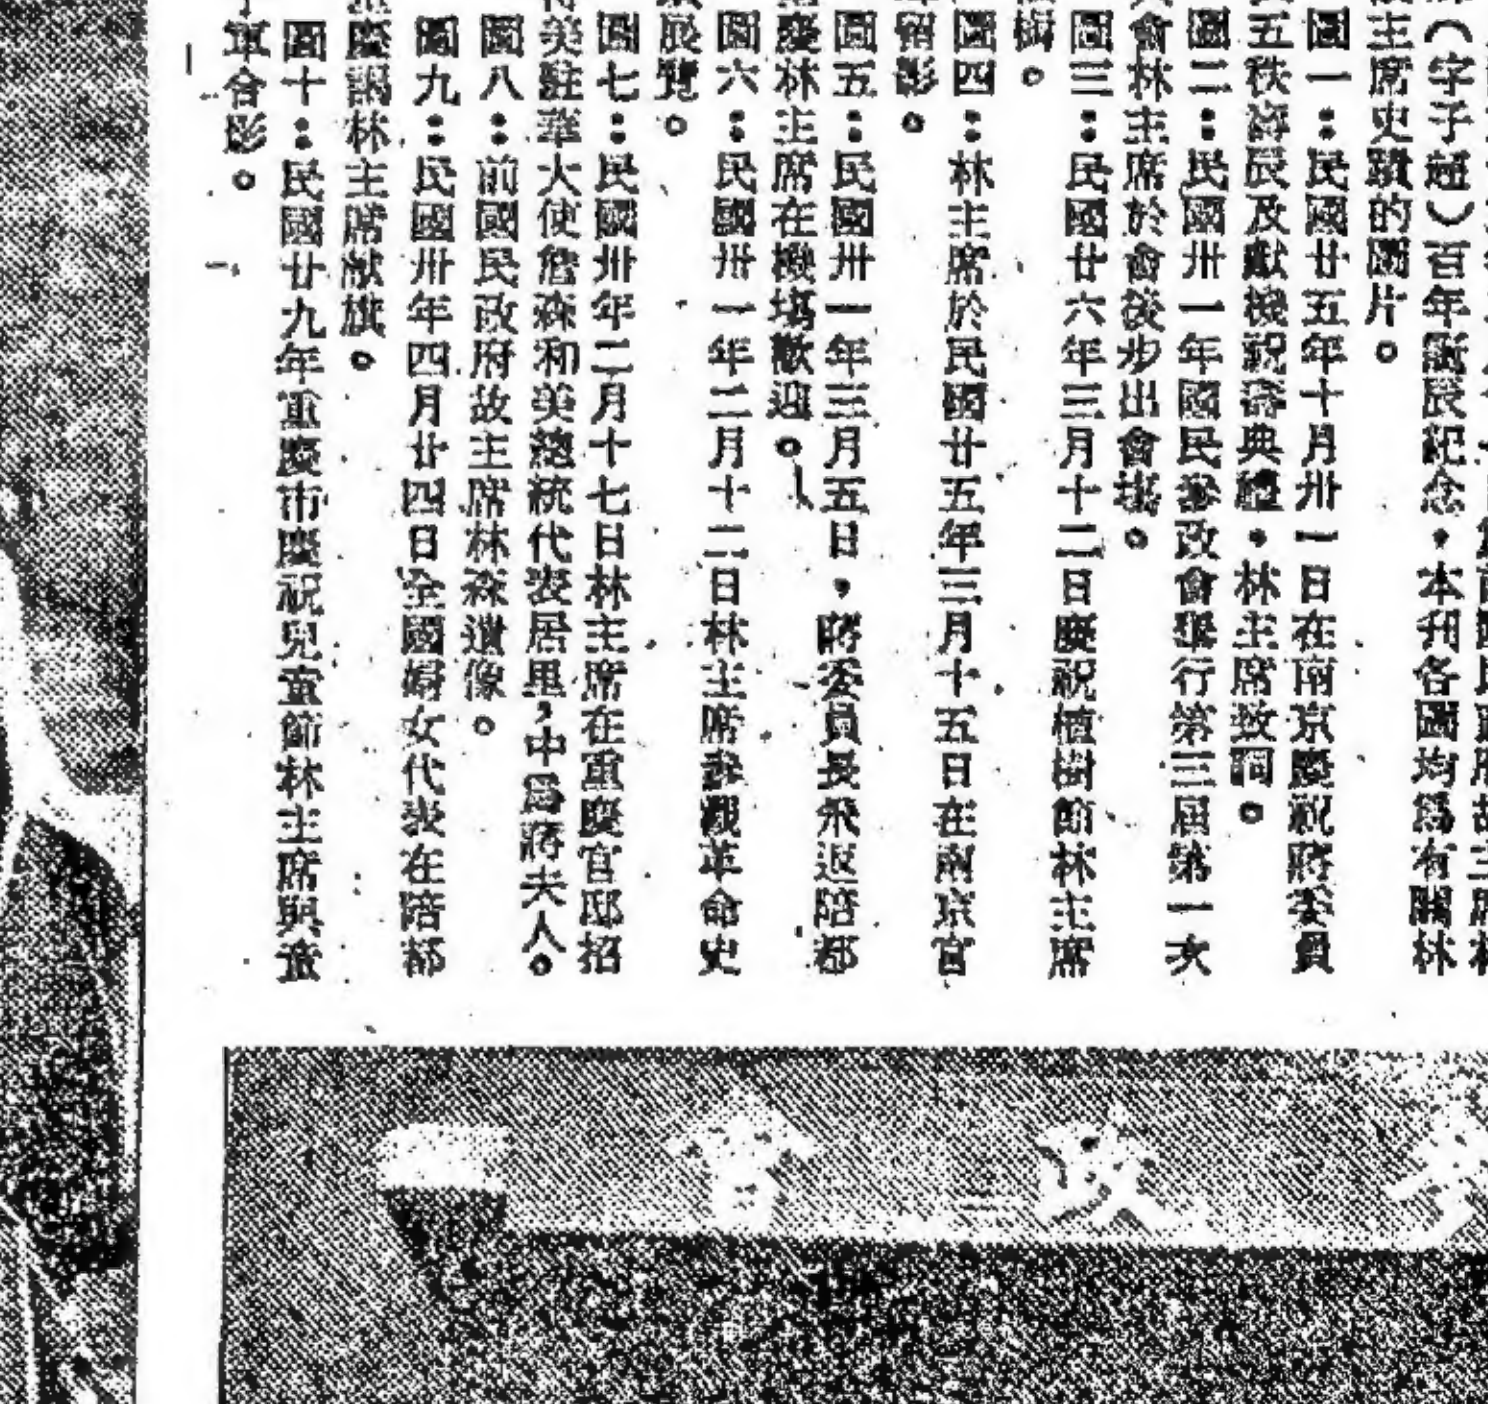 主席史蹟的圖片。
（字子超）百年誕辰紀念，本刊各圖均爲有關林
圖一：民國廿五年十月卅一日在南京慶祝蔣委員
五秩壽辰及獻機祝壽典禮，林主席致詞。
圖二：民國卅一年國民參政會舉行第三屆第一次
會林主席於會後步出會場。
圖三：民國廿六年三月十二日慶祝植樹節林主席
樹。
圖四：林主席於民國廿五年三月十五日在南京官
留影。
圖五：民國卅一年三月五日，蔣委員長飛返陪都
慶林主席在機場歡迎。
圖六：民國卅一年二月十二日林主席參觀革命史
展覽。
圖七：民國卅年二月十七日林主席在重慶官邸招
待美駐華大使詹森和美總統代表居里，中爲蔣夫人。
圖八：前國民政府故主席林森遺像。
圖九：民國卅年四月廿四日全國婦女代表在陪都
慶謁林主席献旗。
圖十：民國廿九年重慶市慶祝兒童節林主席與童
軍合影。
會政參